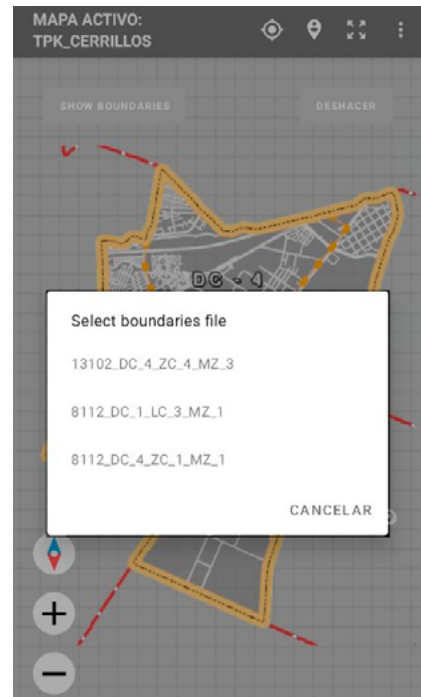 MAPA ACTIVO:
TPK_CERRILLOS
SHOW BOUNDARIES
DESHACER
DC - 4
Select boundaries file
13102_DC_4_ZC_4_MZ_3
8112_DC_1_LC_3_MZ_1
8112_DC_4_ZC_1_MZ_1
CANCELAR